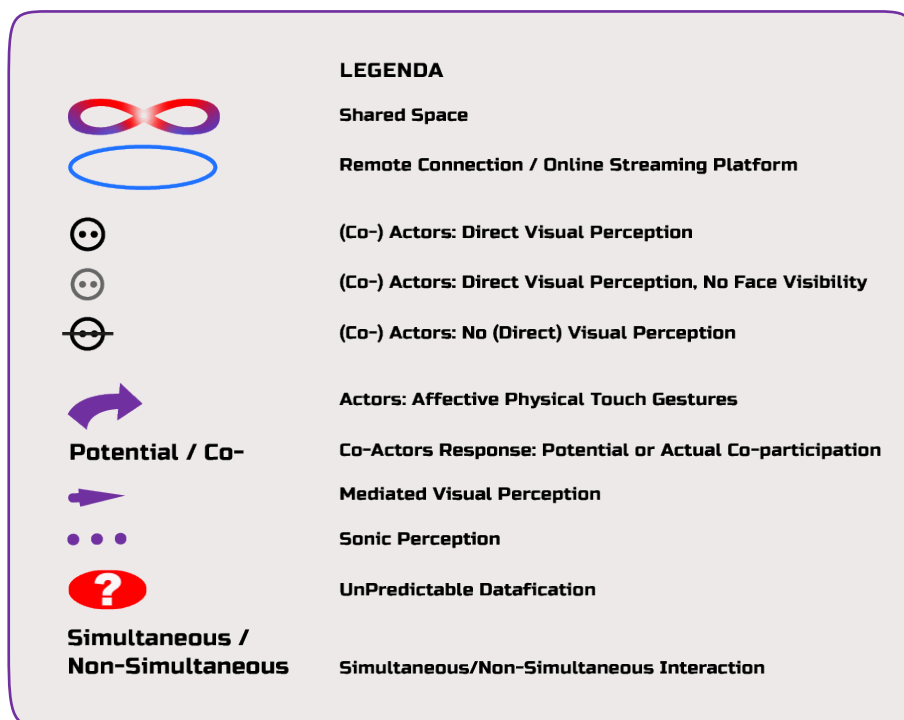 LEGENDA
Shared Space
Remote Connection / Online Streaming Platform
(Co-) Actors: Direct Visual Perception
(Co-) Actors: Direct Visual Perception, No Face Visibility
(Co-) Actors: No (Direct) Visual Perception
Actors: Affective Physical Touch Gestures
Potential / Co- Co-Actors Response: Potential or Actual Co-participation
Mediated Visual Perception
Sonic Perception
? UnPredictable Datafication
Simultaneous /
Non-Simultaneous Simultaneous/Non-Simultaneous Interaction